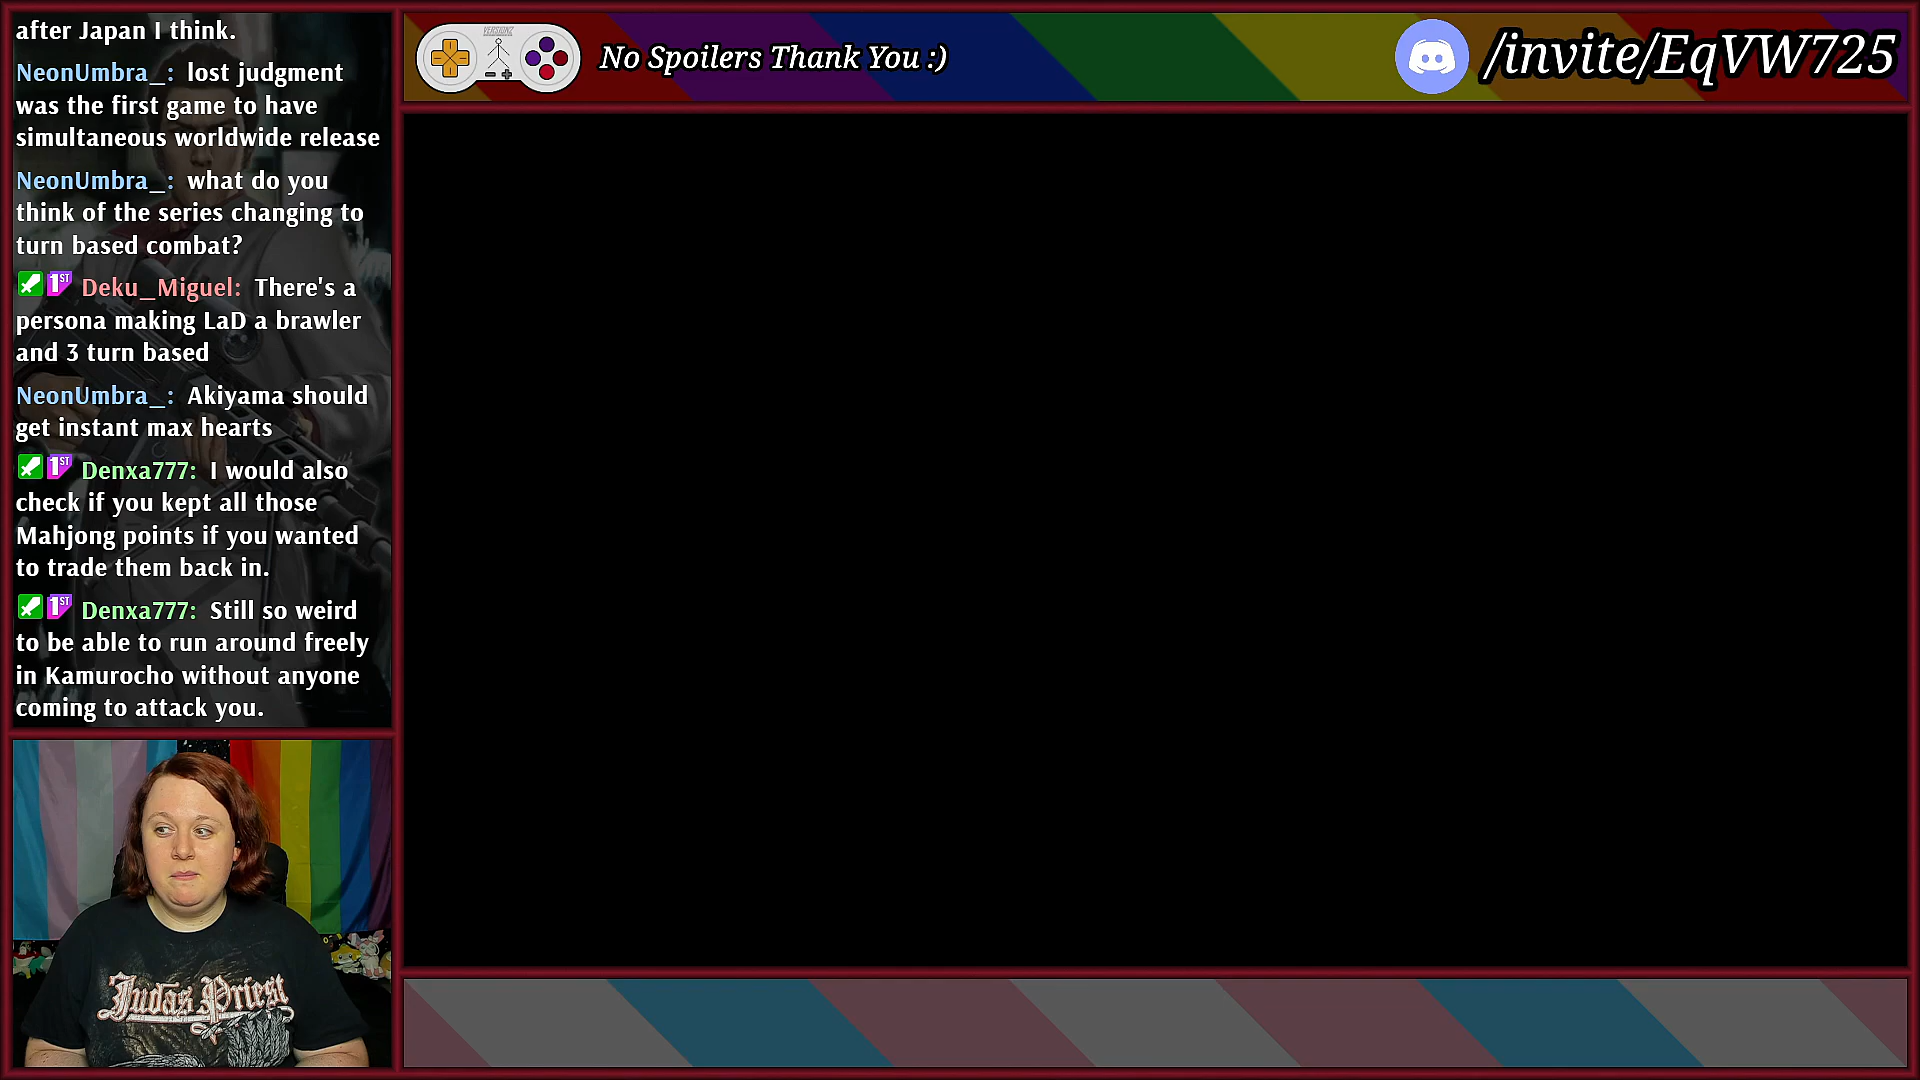 after Japan I think.
NeonUmbra_: lost judgment
was the first game to have
simultaneous worldwide release
NeonUmbra_: what do you
think of the series changing to
turn based combat?
1ST Deku_Miguel: There's a
persona making LaD a brawler
and 3 turn based
NeonUmbra_: Akiyama should
get instant max hearts
1ST Denxa777: I would also
check if you kept all those
Mahjong points if you wanted
to trade them back in.
1ST Denxa777: Still so weird
to be able to run around freely
in Kamurocho without anyone
coming to attack you.
No Spoilers Thank You :)
/invite/EqVW725
Judas Priest